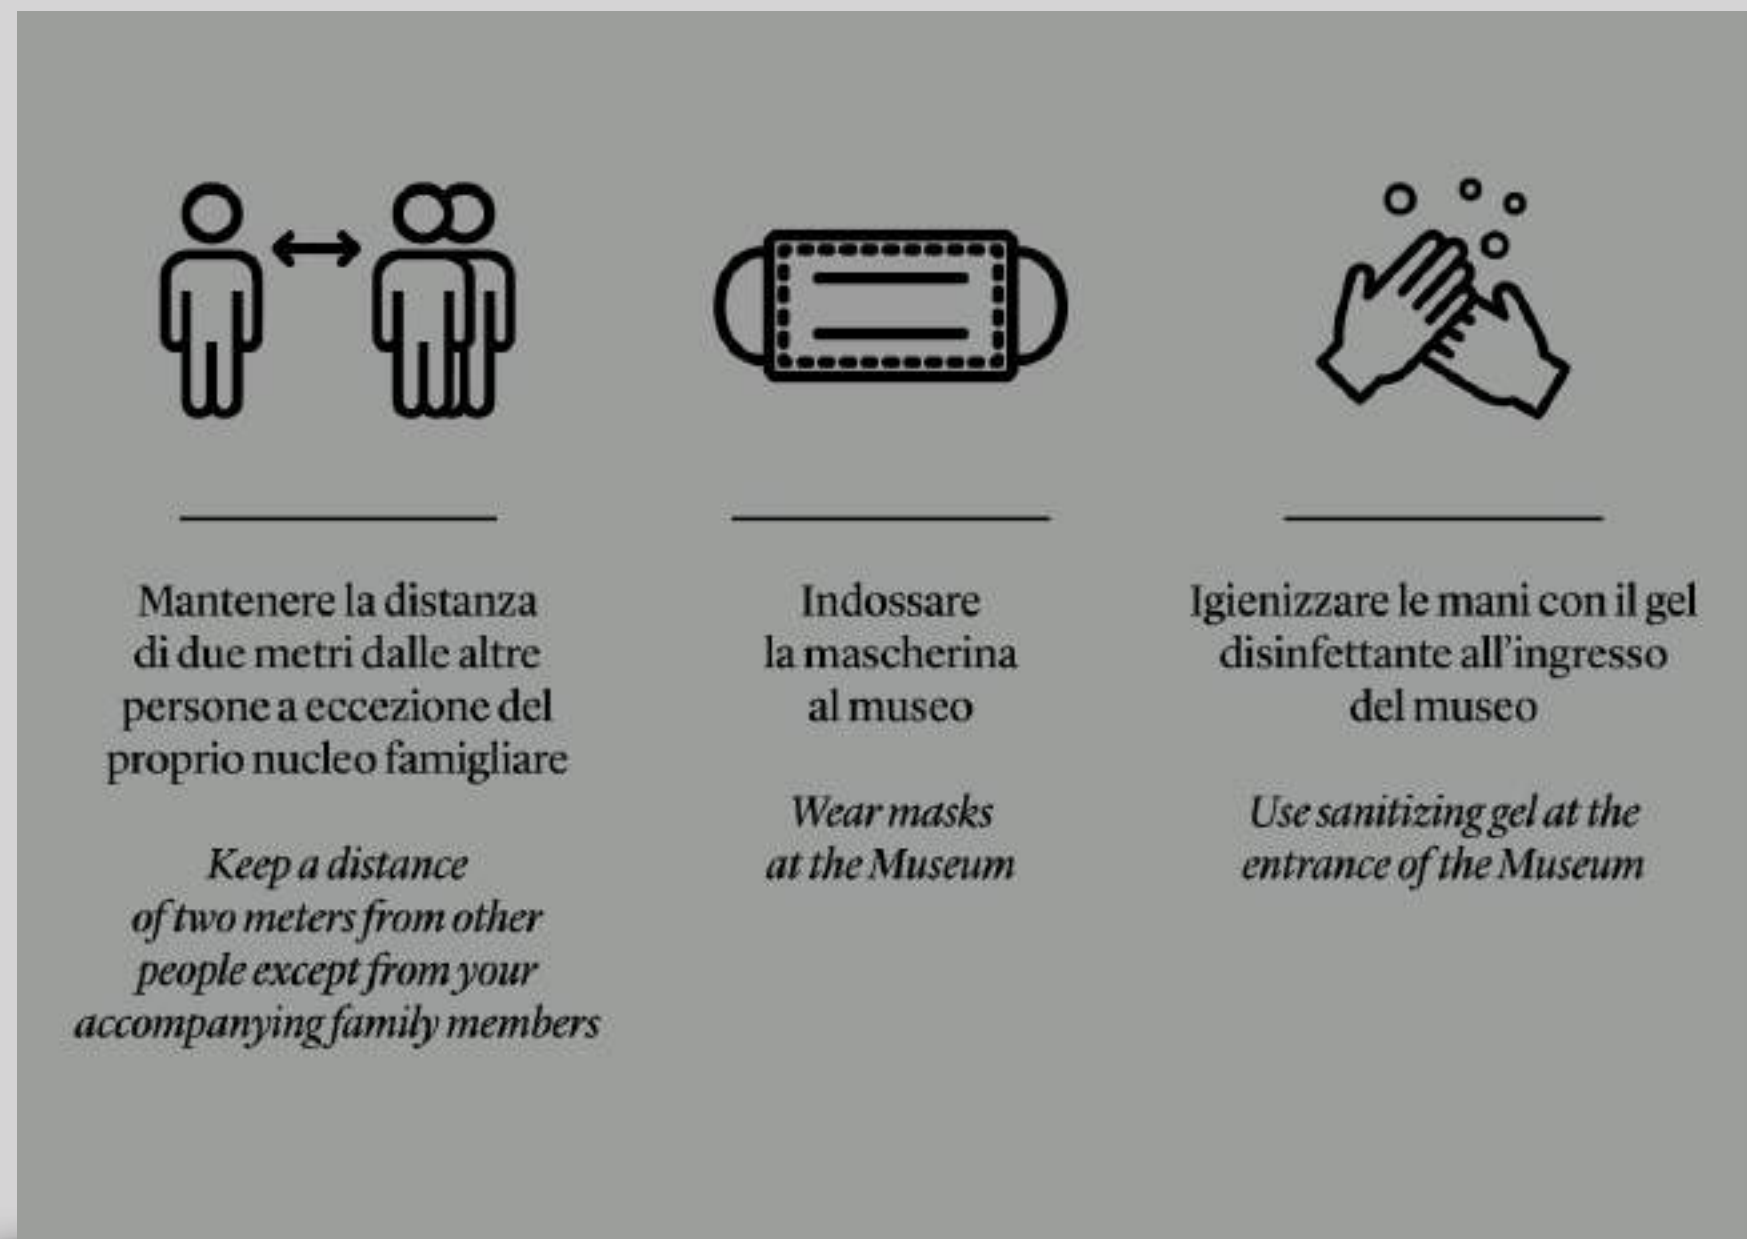 Mantenere la distanza
di due metri dalle altre
persone a eccezione del
proprio nucleo famigliare
Keep a distance
of two meters from other
people except from your
accompanying family members
Indossare
la mascherina
al museo
Wear masks
at the Museum
Igienizzare le mani con il gel
disinfettante all'ingresso
del museo
Use sanitizing gel at the
entrance of the Museum